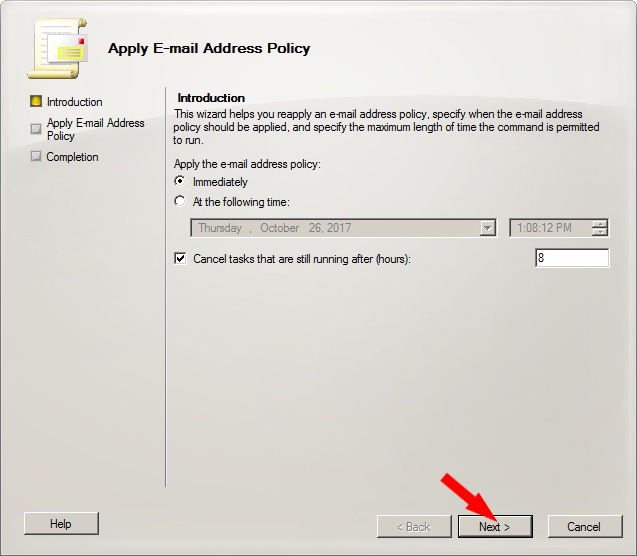 Apply E-mail Address Policy
Introduction
Apply E-mail Address
Policy
Completion
Introduction
This wizard helps you reapply an e-mail address policy, specify when the e-mail address
policy should be applied, and specify the maximum length of time the command is permitted
to run.
Apply the e-mail address policy:
Immediately
At the following time:
Thursday , October 26, 2017
1:08:12 PM
Cancel tasks that are still running after (hours):
8
Help
< Back
Next >
Cancel